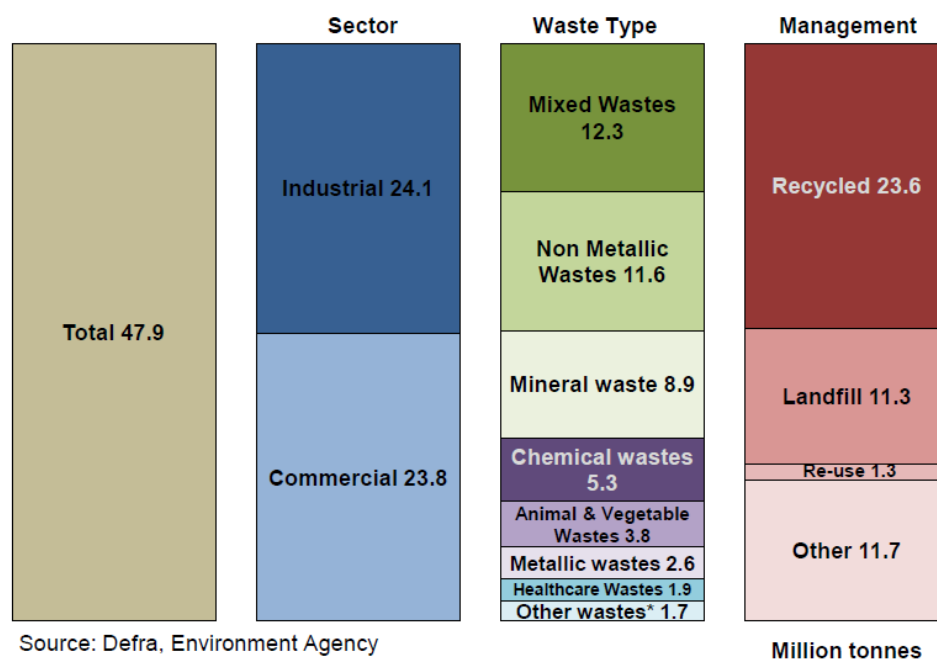 Sector
Waste Type
Management
Total 47.9
Industrial 24.1
Commercial 23.8
Mixed Wastes
12.3
Non Metallic
Wastes 11.6
Mineral waste 8.9
Chemical wastes
5.3
Animal & Vegetable
Wastes 3.8
Metallic wastes 2.6
Healthcare Wastes 1.9
Other wastes* 1.7
Recycled 23.6
Landfill 11.3
Re-use 1.3
Other 11.7
Source: Defra, Environment Agency
Million tonnes